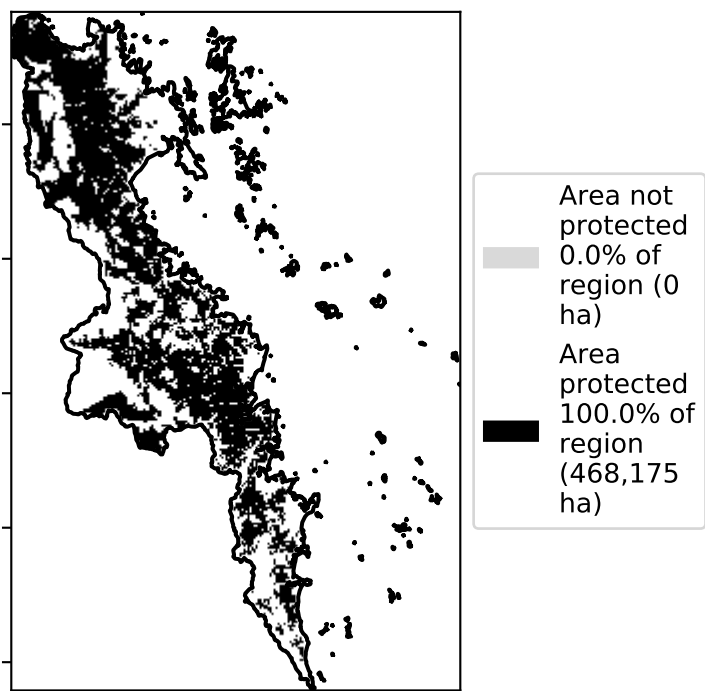 Area not
protected
0.0% of
region (0
ha)
Area
protected
100.0% of
region
(468,175
ha)